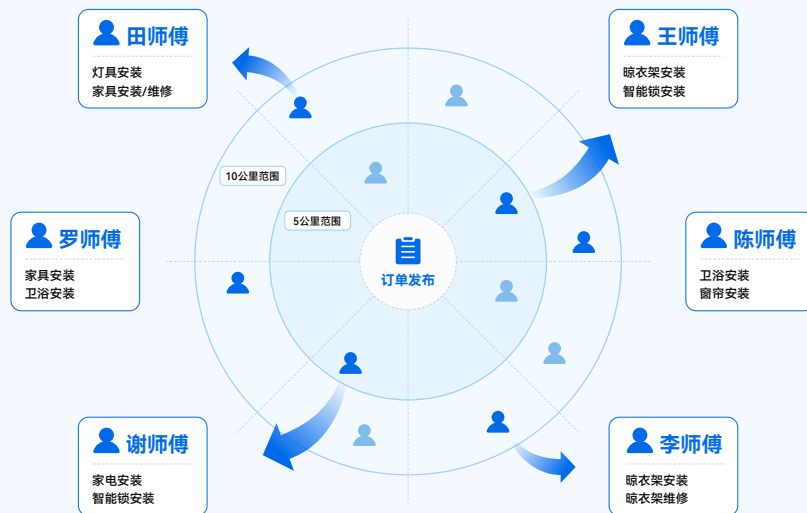 田师傅
灯具安装
家具安装/维修
王师傅
晾衣架安装
智能锁安装
10公里范围
5公里范围
罗师傅
家具安装
卫浴安装
订单发布
陈师傅
卫浴安装
窗帘安装
谢师傅
家电安装
智能锁安装
李师傅
晾衣架安装
晾衣架维修